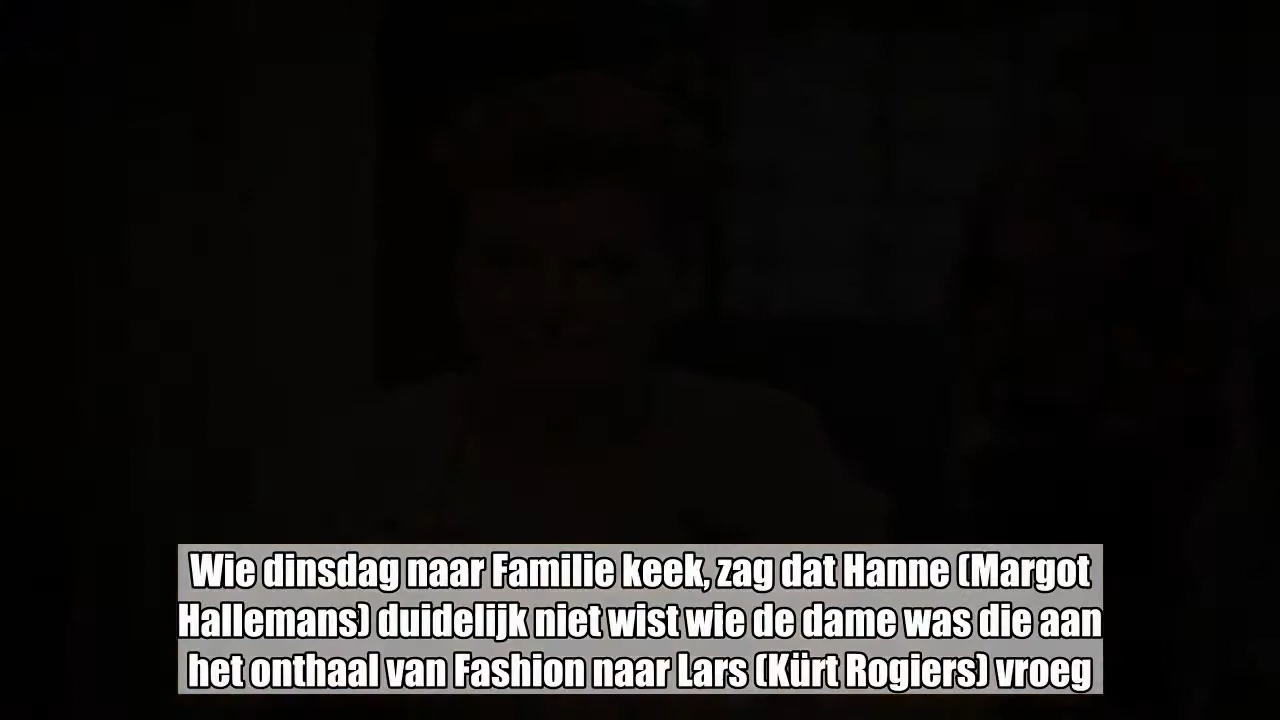 Wie dinsdag naar Familie keek, zag dat Hanne (Margot
Hallemans) duidelijk niet wist wie de dame was die aan
het onthaal van Fashion naar Lars (Kürt Rogiers) vroeg